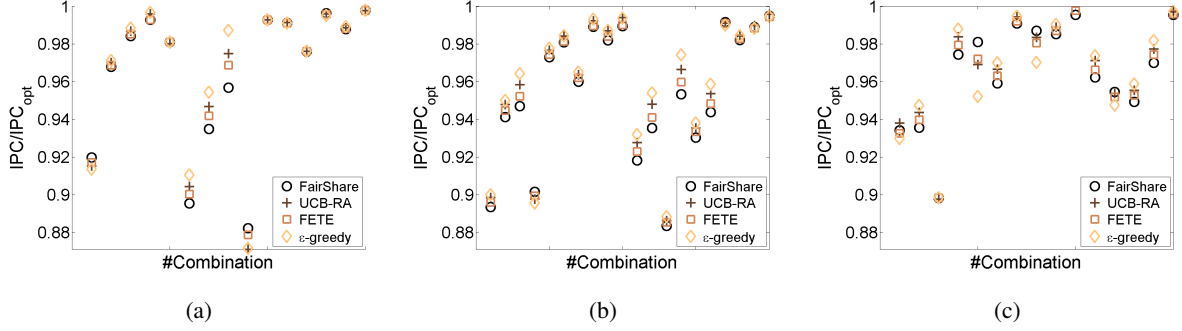 IPC/IPCopt
1
0.98
0.96
0.94
0.92
0.9
0.88
FairShare
UCB-RA
FETE
ε-greedy
#Combination
(a)
IPC/IPCopt
1
0.98
0.96
0.94
0.92
0.9
0.88
FairShare
UCB-RA
FETE
ε-greedy
#Combination
(b)
IPC/IPCopt
1
0.98
0.96
0.94
0.92
0.9
0.88
FairShare
UCB-RA
FETE
ε-greedy
#Combination
(c)